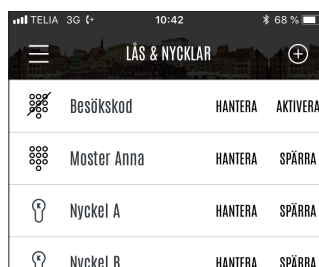 TELIA 3G 10:42 68 %
LÅS & NYCKLAR
Besökskod HANTERA AKTIVERA
Moster Anna HANTERA SPÄRRA
Nyckel A HANTERA SPÄRRA
Nyckel B HANTERA SPÄRRA